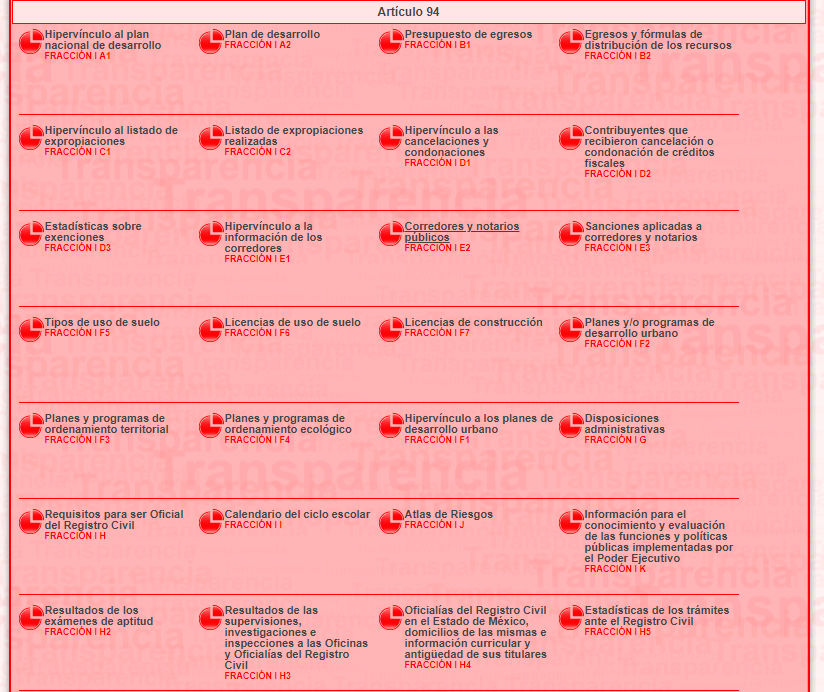 Artículo 94
Hipervínculo al plan
nacional de desarrollo
FRACCIÓN I A1
Plan de desarrollo
FRACCIÓN I A2
Presupuesto de egresos
FRACCIÓN I B1
Egresos y fórmulas de
distribución de los recursos
FRACCIÓN I B2
Hipervínculo al listado de
expropiaciones
FRACCIÓN I C1
Listado de expropiaciones
realizadas
FRACCIÓN I C2
Hipervínculo a las
cancelaciones y
condonaciones
FRACCIÓN I D1
Contribuyentes que
recibieron cancelación o
condonación de créditos
fiscales
FRACCIÓN I D2
Estadísticas sobre
exenciones
FRACCIÓN I D3
Hipervínculo a la
información de los
corredores
FRACCIÓN I E1
Corredores y notarios
públicos
FRACCIÓN I E2
Sanciones aplicadas a
corredores y notarios
FRACCIÓN I E3
Tipos de uso de suelo
FRACCIÓN I F5
Licencias de uso de suelo
FRACCIÓN I F6
Licencias de construcción
FRACCIÓN I F7
Planes y/o programas de
desarrollo urbano
FRACCIÓN I F2
Planes y programas de
ordenamiento territorial
FRACCIÓN I F3
Planes y programas de
ordenamiento ecológico
FRACCIÓN I F4
Hipervínculo a los planes de
desarrollo urbano
FRACCIÓN I F1
Disposiciones
administrativas
FRACCIÓN I G
Requisitos para ser Oficial
del Registro Civil
FRACCIÓN I H
Calendario del ciclo escolar
FRACCIÓN I I
Atlas de Riesgos
FRACCIÓN I J
Información para el
conocimiento y evaluación
de las funciones y políticas
públicas implementadas por
el Poder Ejecutivo
FRACCIÓN I K
Resultados de los
exámenes de aptitud
FRACCIÓN I H2
Resultados de las
supervisiones,
investigaciones e
inspecciones a las Oficinas
y Oficialías del Registro
Civil
FRACCIÓN I H3
Oficialías del Registro Civil
en el Estado de México,
domicilios de las mismas e
información curricular y
antigüedad de sus titulares
FRACCIÓN I H4
Estadísticas de los trámites
ante el Registro Civil
FRACCIÓN I H5